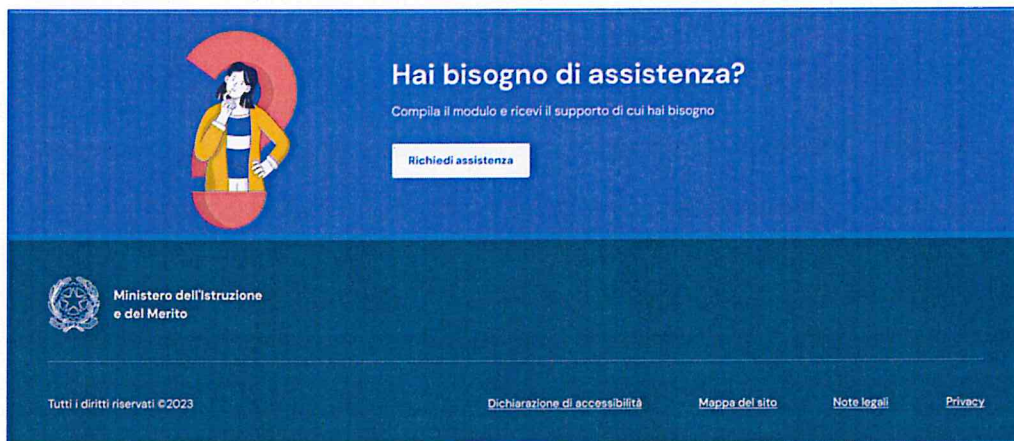 Hai bisogno di assistenza?
Compila il modulo e ricevi il supporto di cui hai bisogno
Richiedi assistenza
Ministero dell'Istruzione
e del Merito
Tutti i diritti riservati ©2023
Dichiarazione di accessibilità
Mappa del sito
Note legali
Privacy